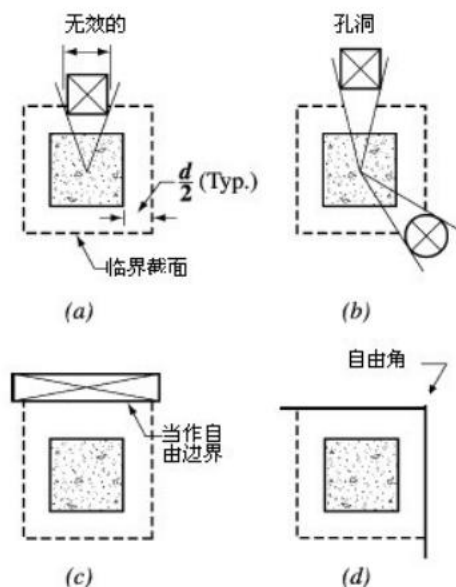 无效的
孔洞
d/2 (Typ.)
临界截面
(a)
(b)
自由角
当作自
由边界
(c)
(d)